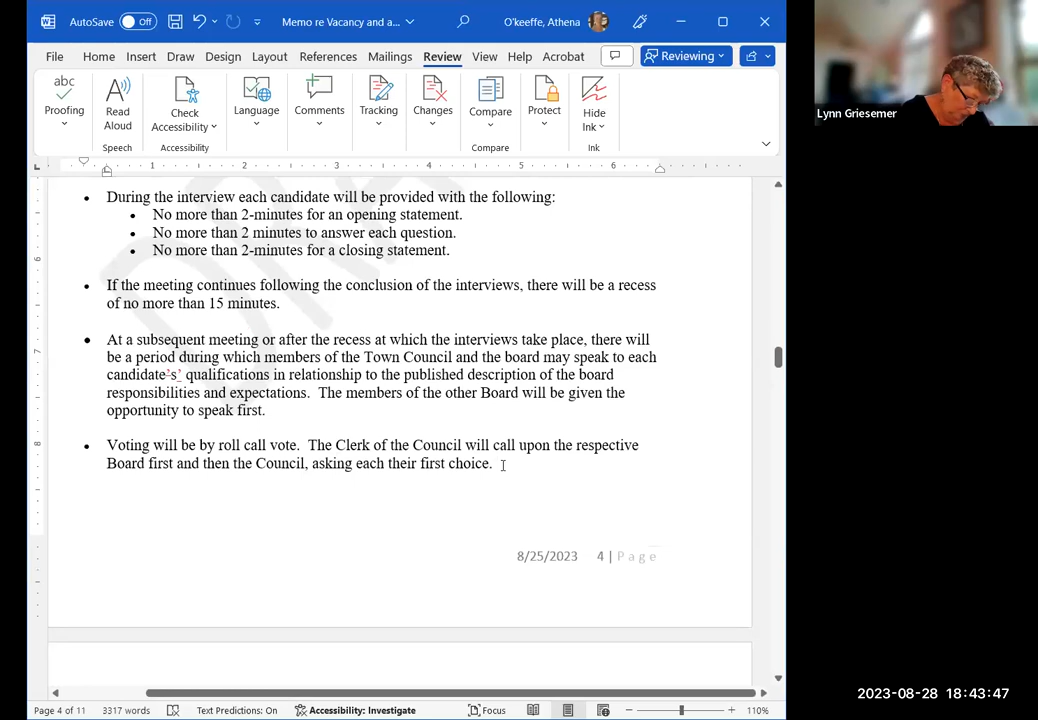 AutoSave Off Memo re Vacancy and a... O'keeffe, Athena
File Home Insert Draw Design Layout References Mailings Review View Help Acrobat Reviewing
abc
Proofing Read Aloud Check Accessibility Language Comments Tracking Changes Compare Protect Hide Ink
Speech Accessibility Compare Ink
Lynn Griesemer
1 2 3 4 5 6
During the interview each candidate will be provided with the following:
No more than 2-minutes for an opening statement.
No more than 2 minutes to answer each question.
No more than 2-minutes for a closing statement.
If the meeting continues following the conclusion of the interviews, there will be a recess
of no more than 15 minutes.
At a subsequent meeting or after the recess at which the interviews take place, there will
be a period during which members of the Town Council and the board may speak to each
candidate's' qualifications in relationship to the published description of the board
responsibilities and expectations. The members of the other Board will be given the
opportunity to speak first.
Voting will be by roll call vote. The Clerk of the Council will call upon the respective
Board first and then the Council, asking each their first choice.
8/25/2023 4 | Page
2023-08-28 18:43:47
Page 4 of 11 3317 words Text Predictions: On Accessibility: Investigate Focus 110%